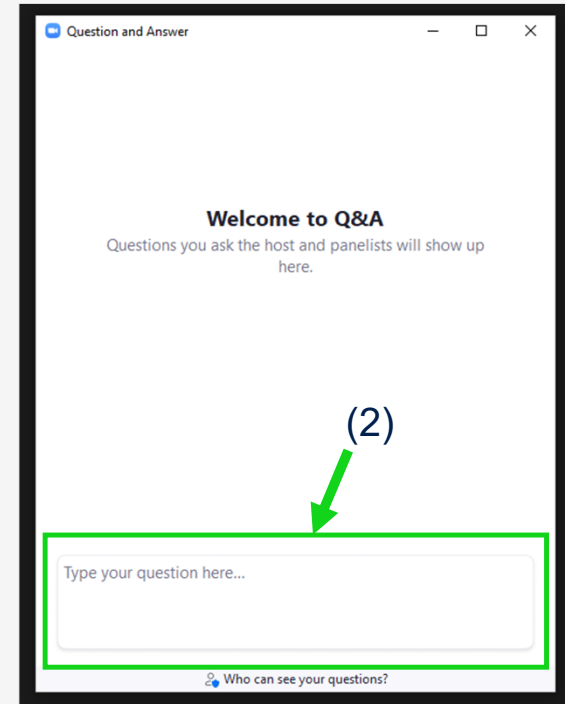 Question and Answer
Welcome to Q&A
Questions you ask the host and panelists will show up
here.
(2)
Type your question here...
Who can see your questions?